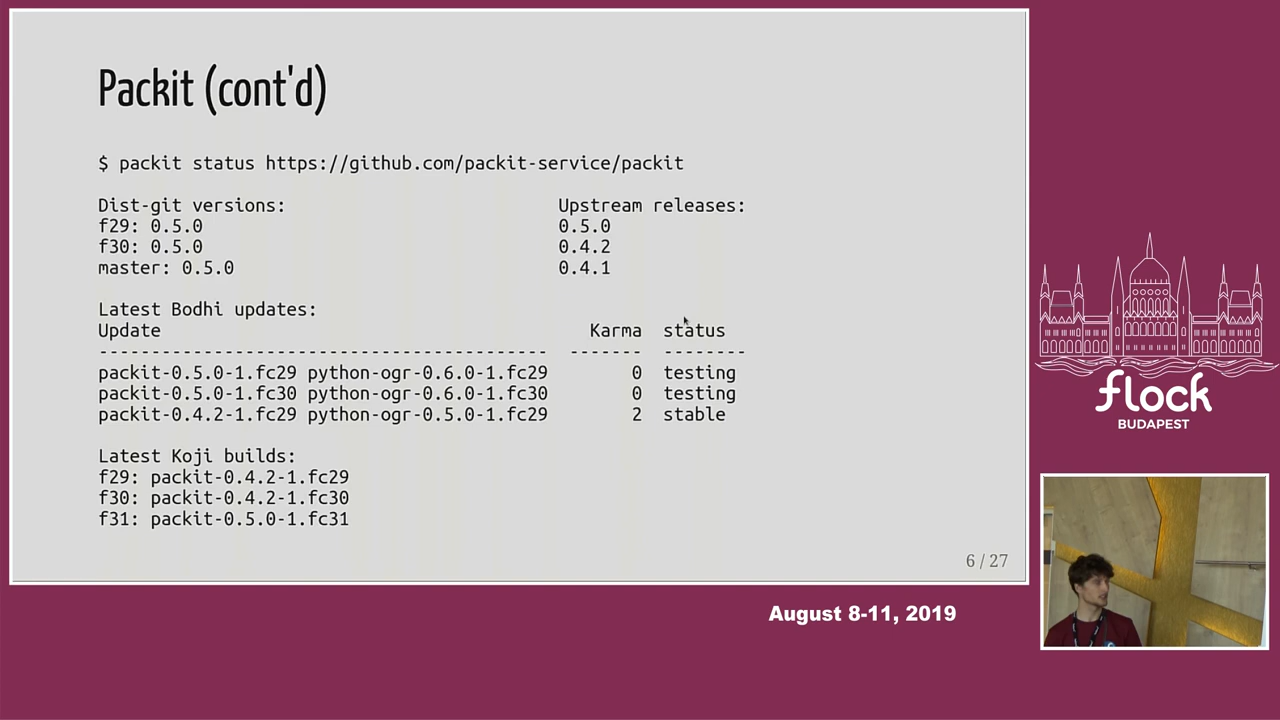 Packit (cont'd)
$ packit status https://github.com/packit-service/packit
Dist-git versions: Upstream releases:
f29: 0.5.0 0.5.0
f30: 0.5.0 0.4.2
master: 0.5.0 0.4.1
Latest Bodhi updates:
Update Karma status
------------------------------------------- ------- --------
packit-0.5.0-1.fc29 python-ogr-0.6.0-1.fc29 0 testing
packit-0.5.0-1.fc30 python-ogr-0.6.0-1.fc30 0 testing
packit-0.4.2-1.fc29 python-ogr-0.5.0-1.fc29 2 stable
Latest Koji builds:
f29: packit-0.4.2-1.fc29
f30: packit-0.4.2-1.fc30
f31: packit-0.5.0-1.fc31
6 / 27
flock
BUDAPEST
August 8-11, 2019